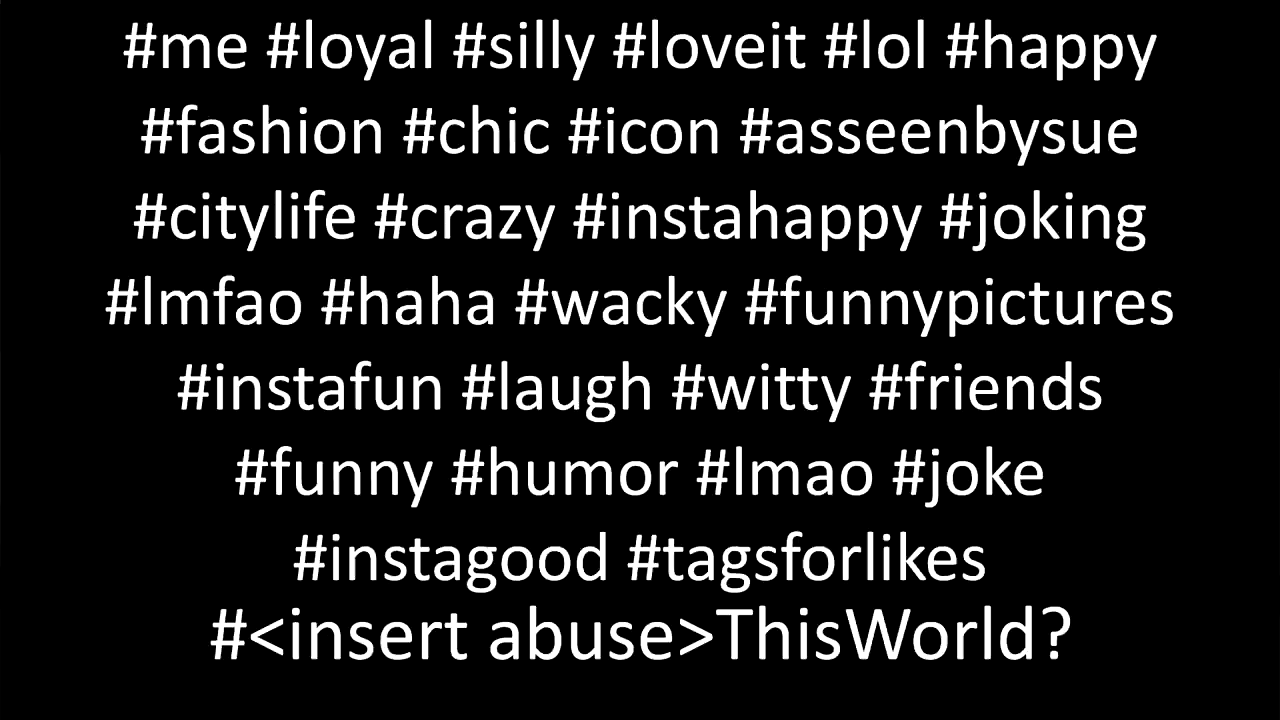 #me #loyal #silly #loveit #lol #happy
#fashion #chic #icon #asseenbysue
#citylife #crazy #instahappy #joking
#lmfao #haha #wacky #funnypictures
#instafun #laugh #witty #friends
#funny #humor #lmao #joke
#instagood #tagsforlikes
#<insert abuse>ThisWorld?